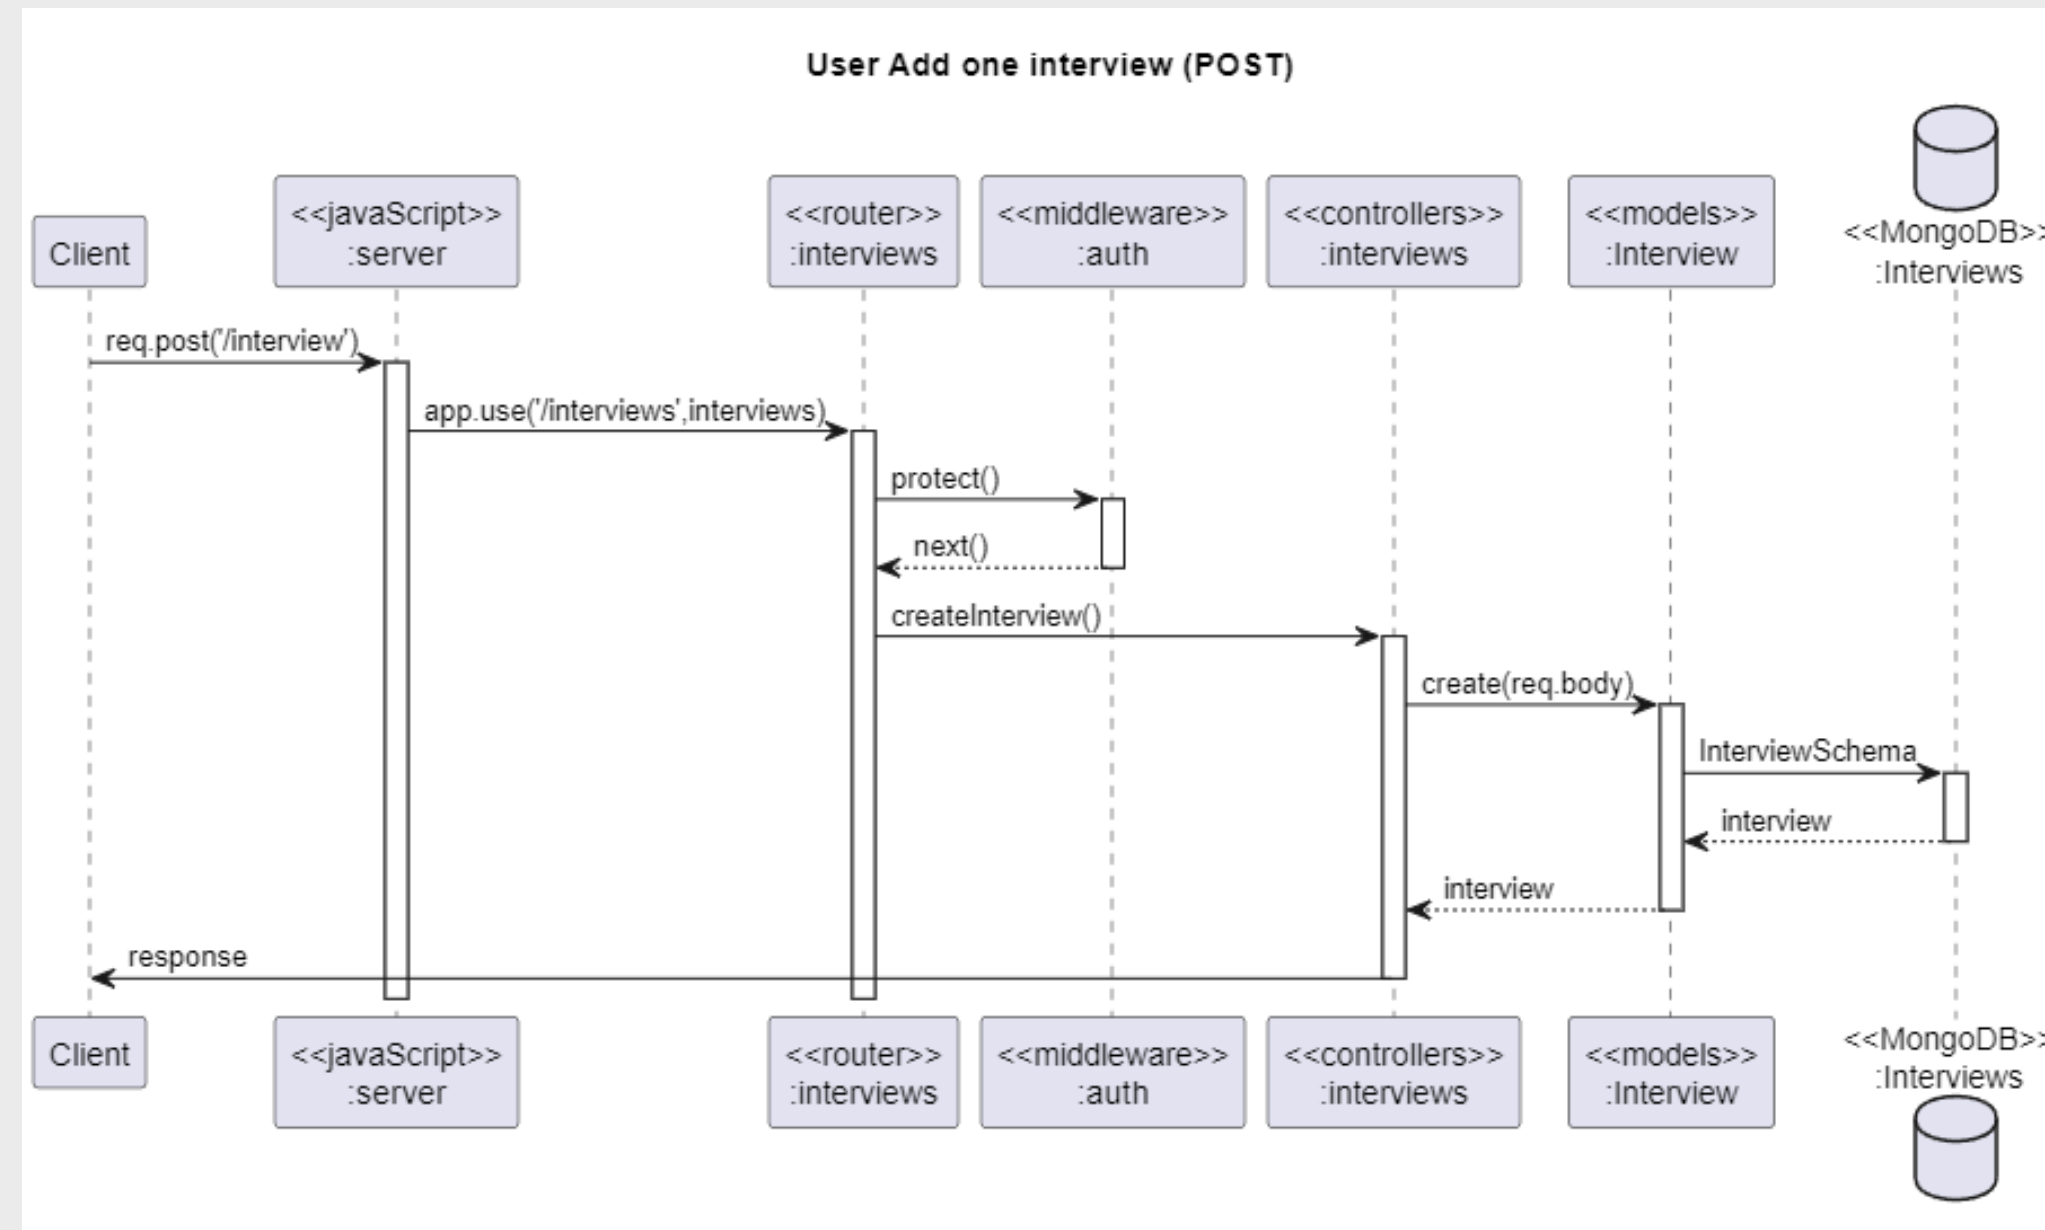 User Add one interview (POST)
Client
<<javaScript>>
:server
<<router>>
:interviews
<<middleware>>
:auth
<<controllers>>
:interviews
<<models>>
:Interview
<<MongoDB>>
:Interviews
req.post('/interview')
app.use('/interviews',interviews)
protect()
next()
createInterview()
create(req.body)
InterviewSchema
interview
interview
response
Client
<<javaScript>>
:server
<<router>>
:interviews
<<middleware>>
:auth
<<controllers>>
:interviews
<<models>>
:Interview
<<MongoDB>>
:Interviews